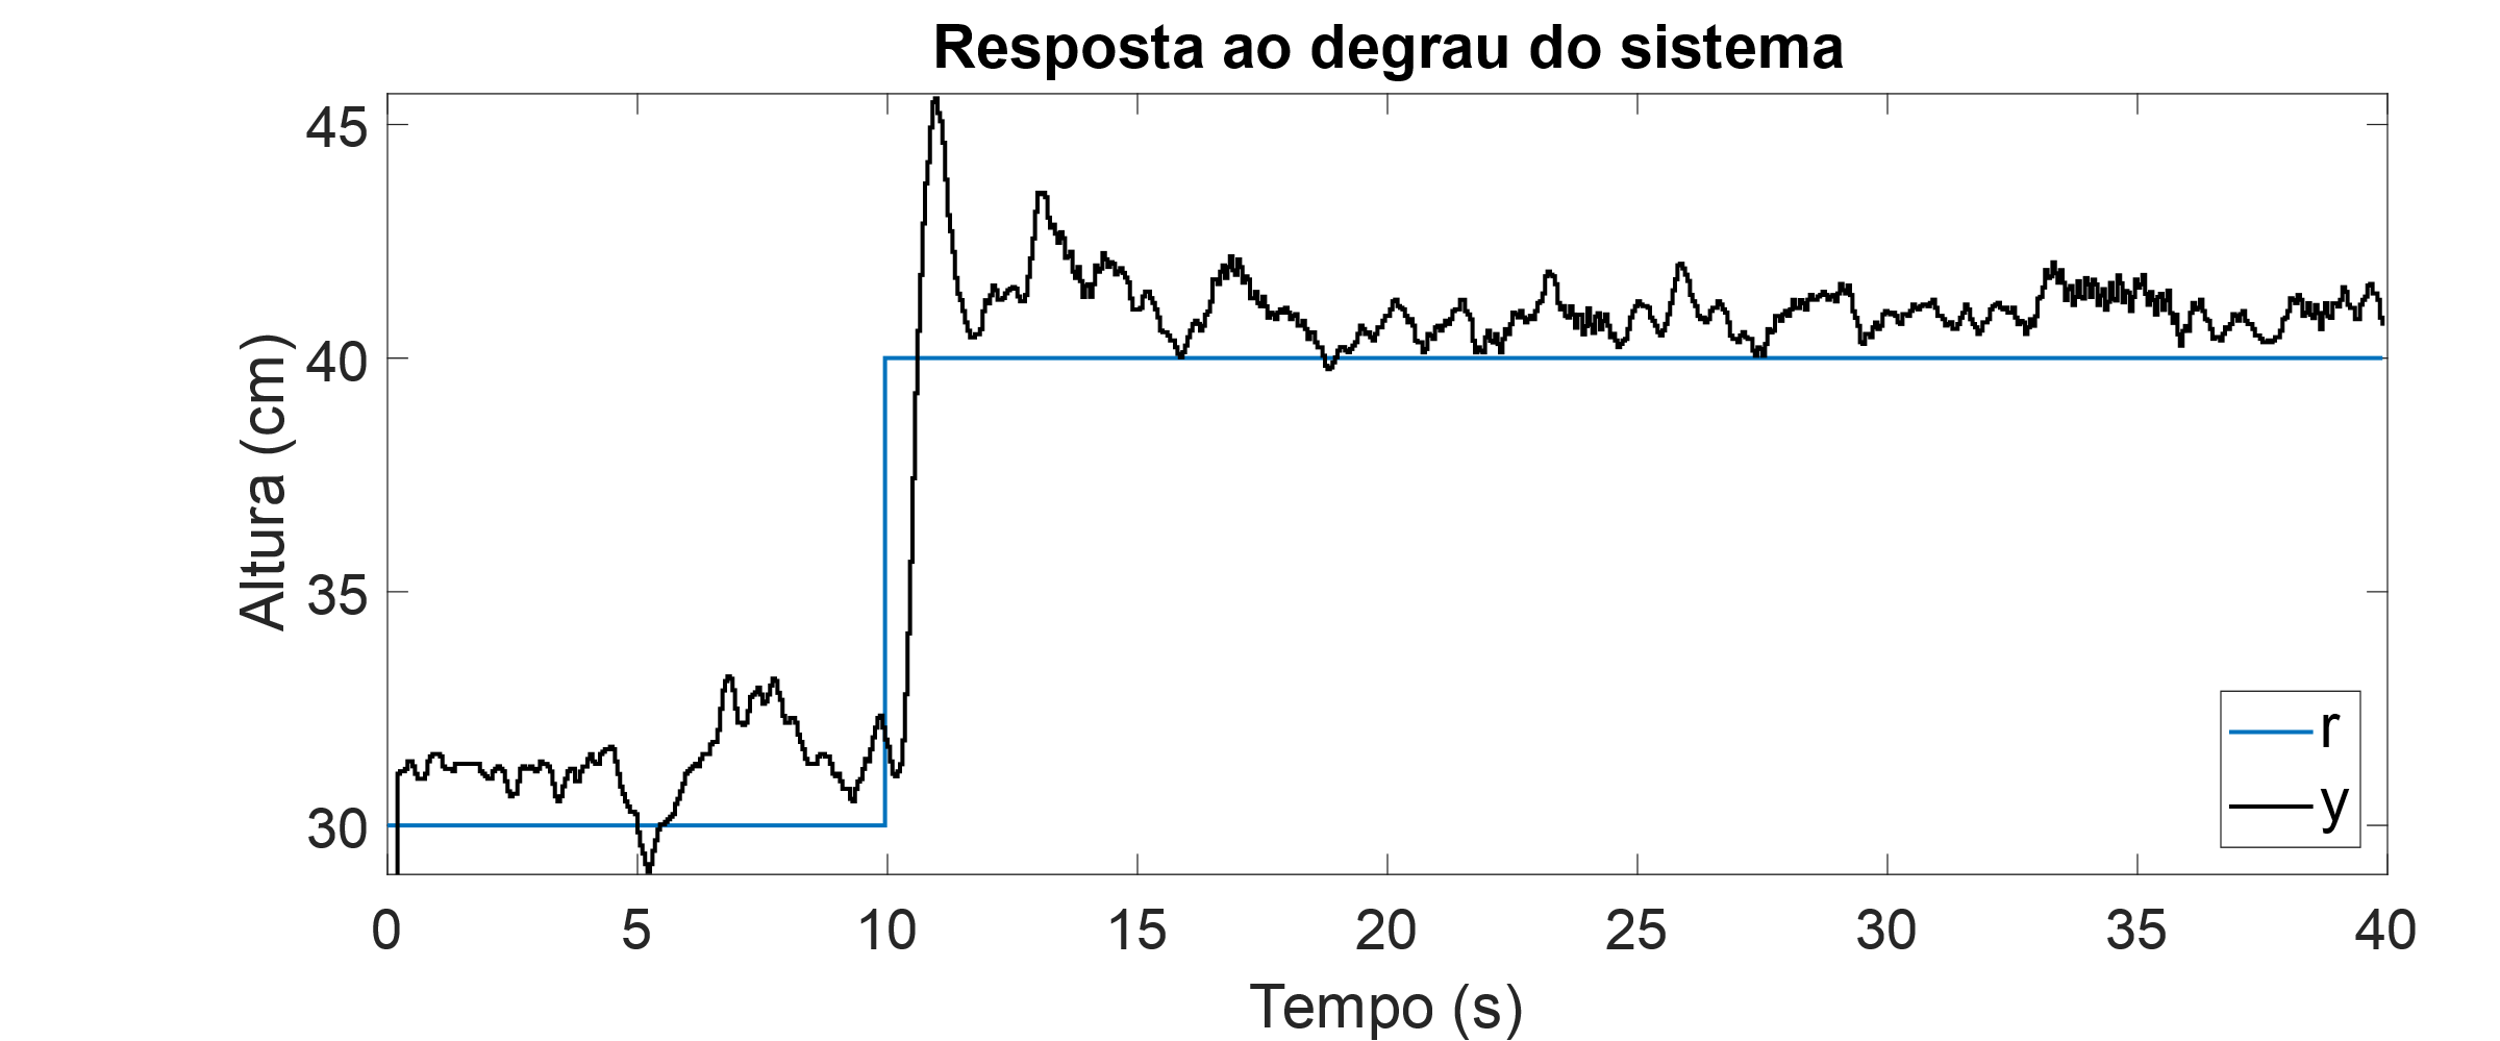 Resposta ao degrau do sistema
Altura (cm)
45
40
35
30
r
y
0 5 10 15 20 25 30 35 40
Tempo (s)